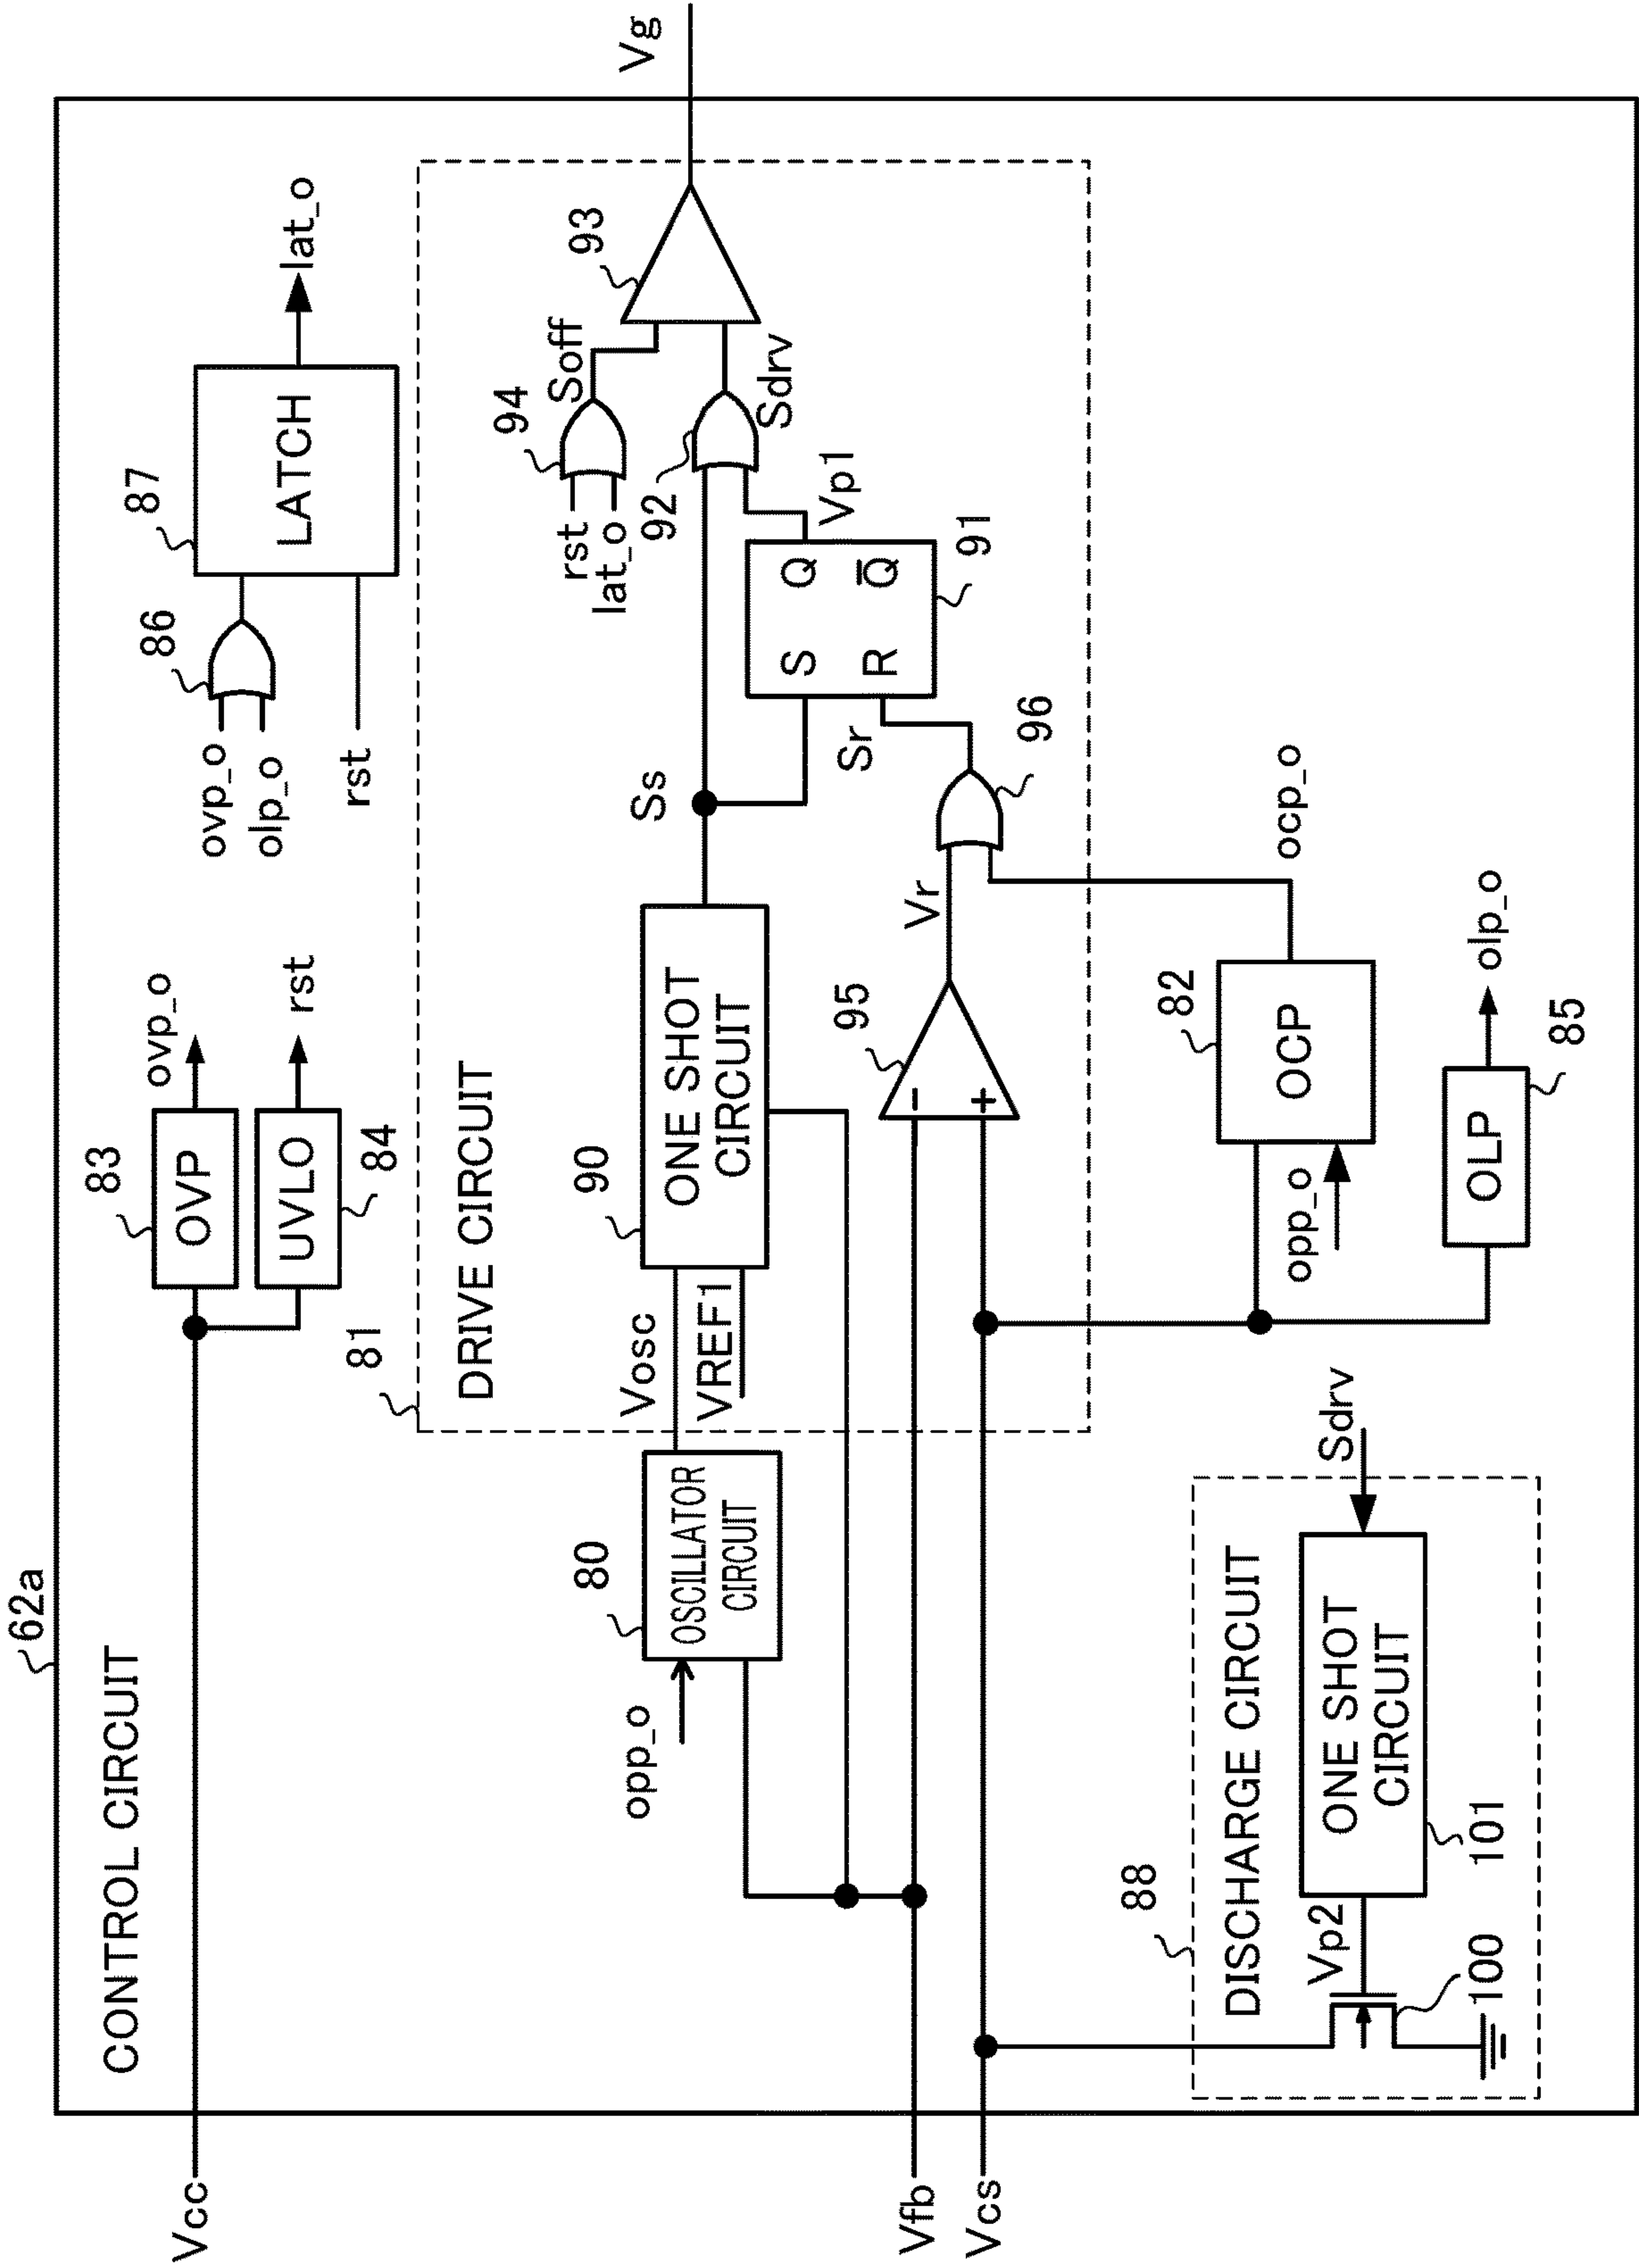 62a
CONTROL CIRCUIT
Vcc
83
OVP
ovp_o
UVLO
84
rst
ovp_o
olp_o
86
rst
87
LATCH
lat_o
81
DRIVE CIRCUIT
opp_o
80
OSCILLATOR
CIRCUIT
Vosc
VREF1
90
ONE SHOT
CIRCUIT
Ss
rst
lat_o
94
Soff
92
Sdrv
93
Vg
S
Q
R
Q̅
91
Vp1
Vfb
Vcs
95
-
+
Vr
Sr
96
88
DISCHARGE CIRCUIT
Vp2
100
ONE SHOT
CIRCUIT
101
Sdrv
opp_o
82
OCP
ocp_o
OLP
85
olp_o